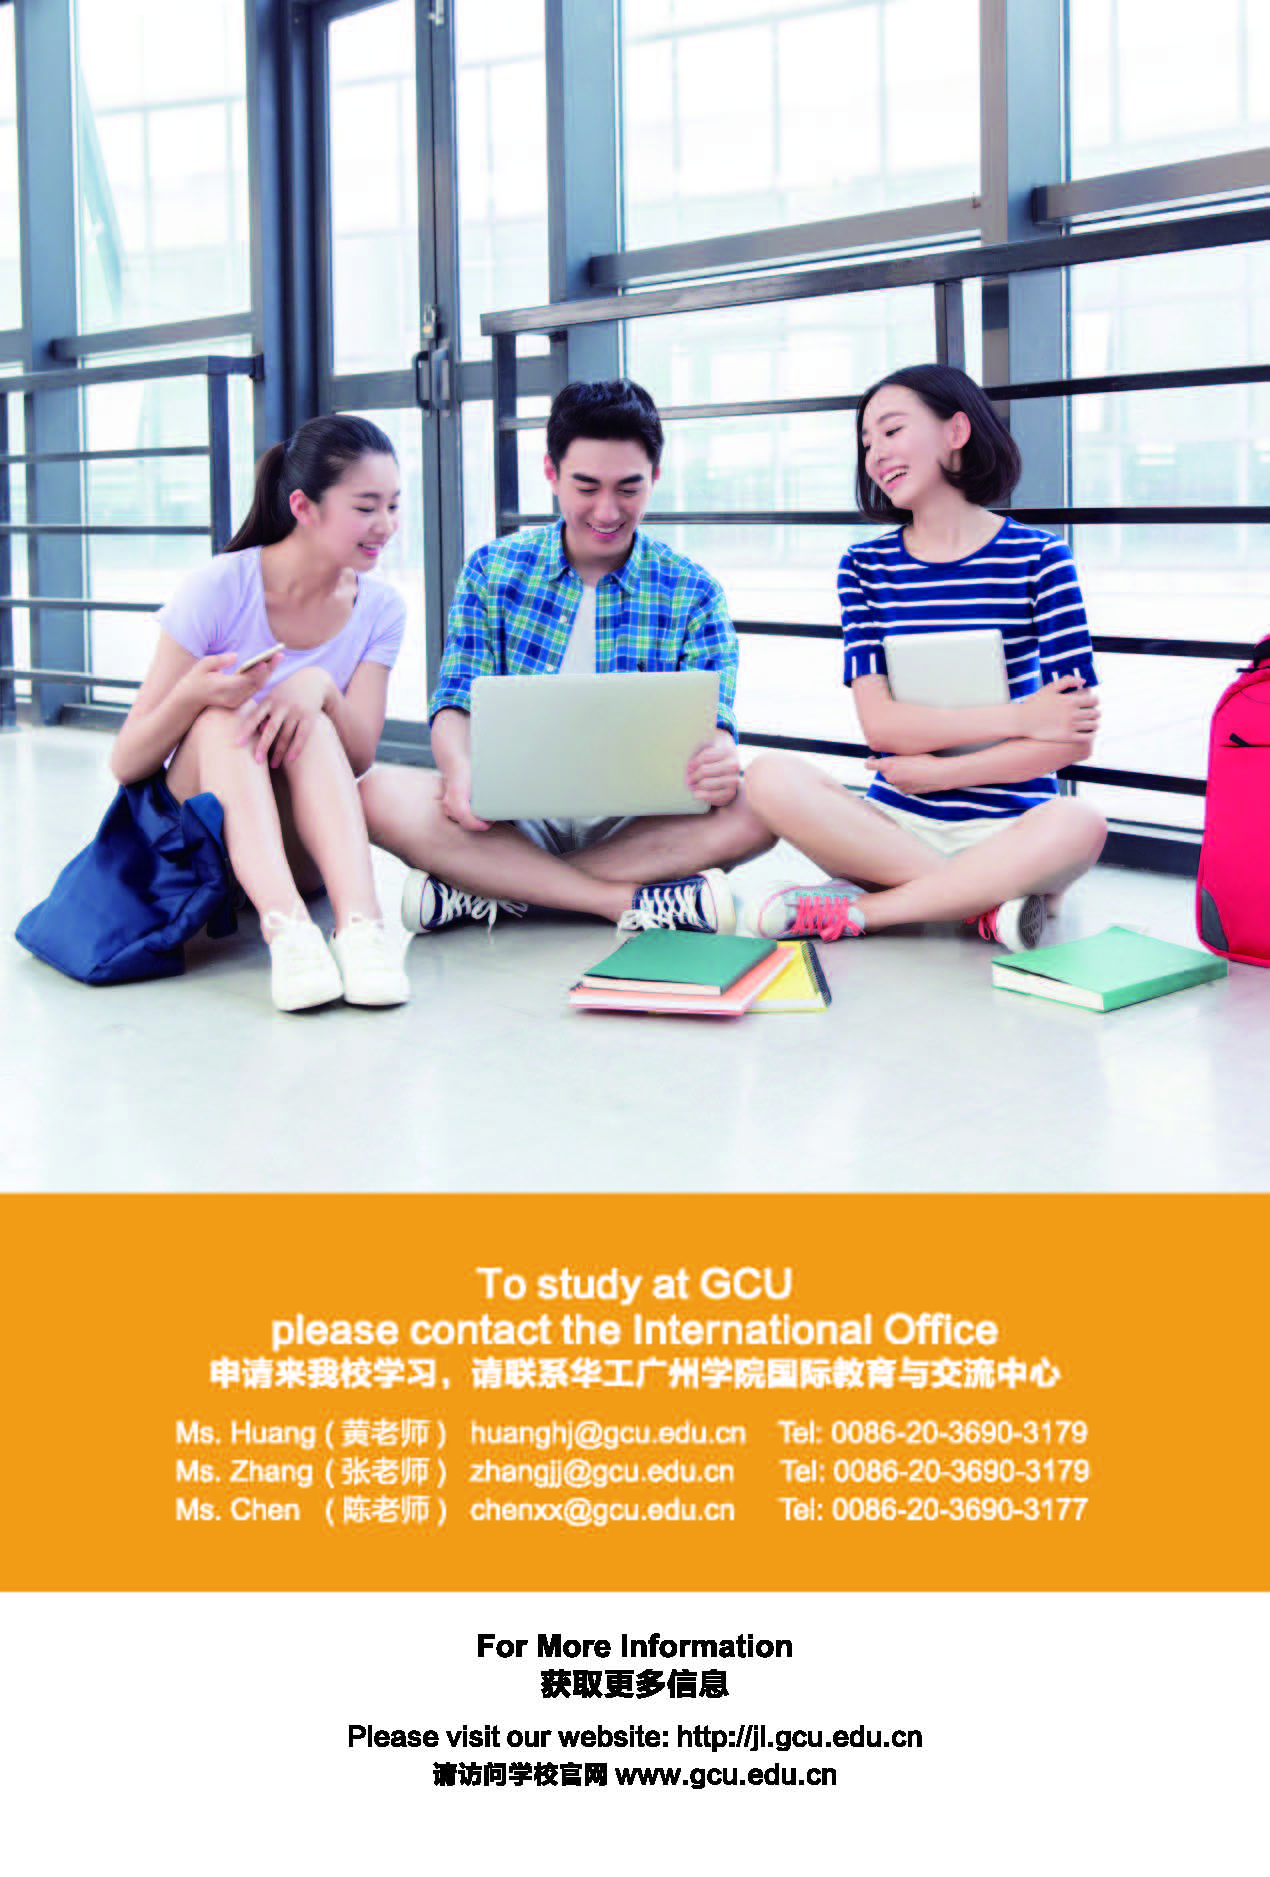 To study at GCU
please contact the International Office
申请来我校学习，请联系华工广州学院国际教育与交流中心
Ms. Huang ( 黄老师 ) huanghj@gcu.edu.cn Tel: 0086-20-3690-3179
Ms. Zhang ( 张老师 ) zhangjj@gcu.edu.cn Tel: 0086-20-3690-3179
Ms. Chen ( 陈老师 ) chenxx@gcu.edu.cn Tel: 0086-20-3690-3177
For More Information
获取更多信息
Please visit our website: http://jl.gcu.edu.cn
请访问学校官网 www.gcu.edu.cn